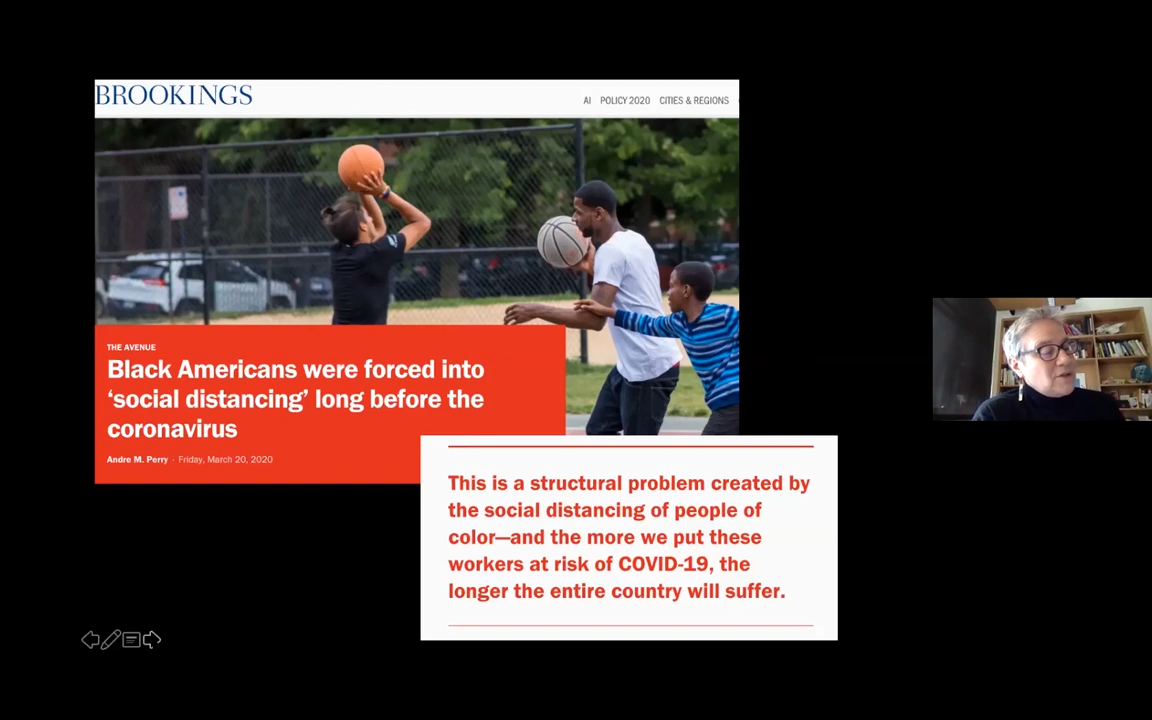 BROOKINGS
AI POLICY 2020 CITES & REGIONS
THE AVENUE
Black Americans were forced into
‘social distancing’ long before the
coronavirus
Andre M. Perry · Friday, March 20, 2020
This is a structural problem created by
the social distancing of people of
color—and the more we put these
workers at risk of COVID-19, the
longer the entire country will suffer.